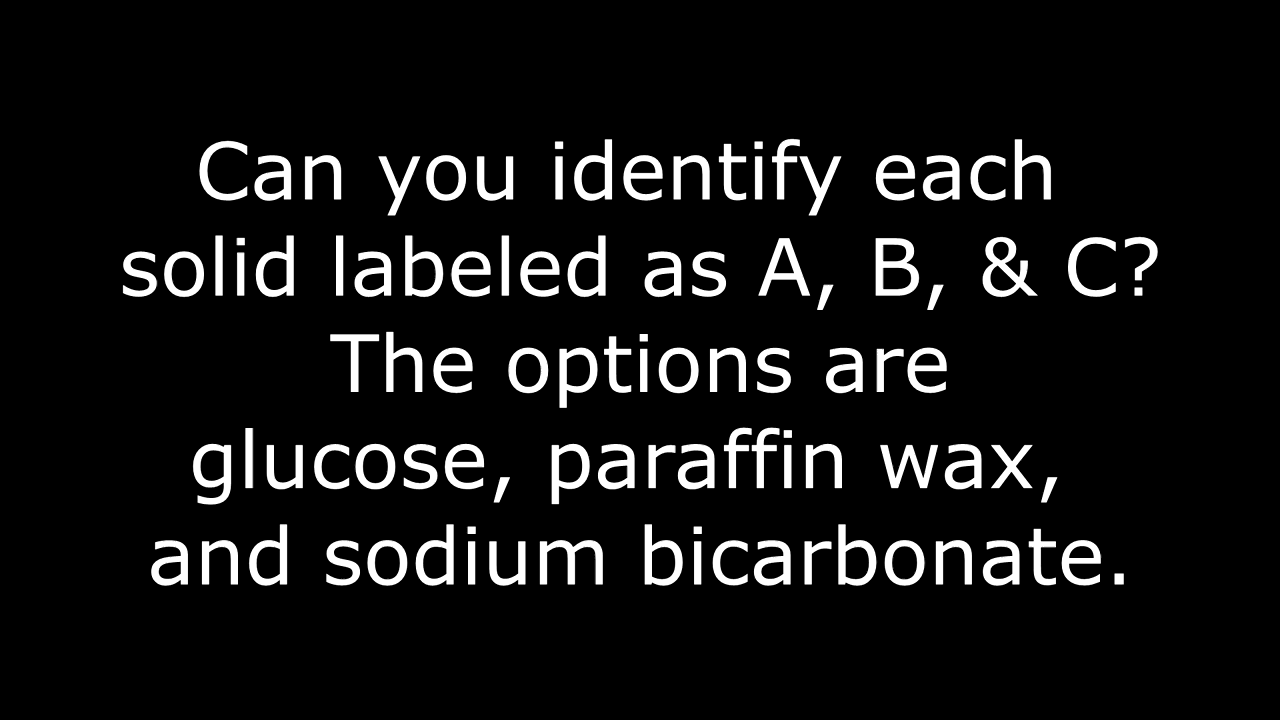 Can you identify each
solid labeled as A, B, & C?
The options are
glucose, paraffin wax,
and sodium bicarbonate.